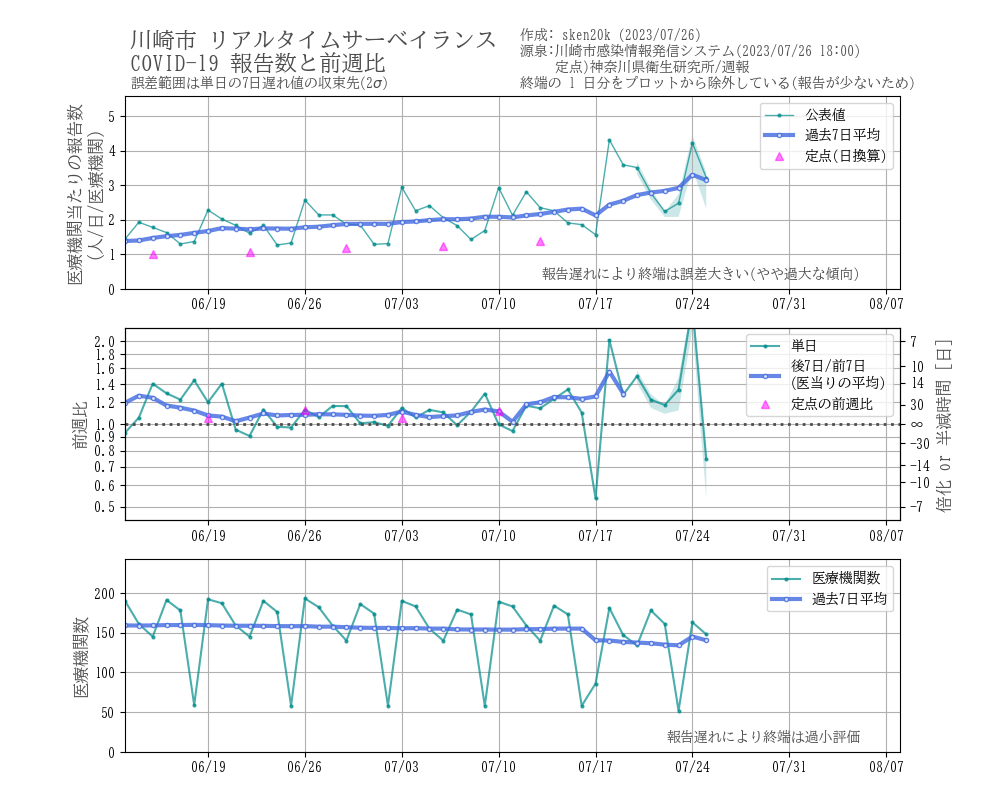 川崎市 リアルタイムサーベイランス
COVID-19 報告数と前週比
誤差範囲は単日の7日遅れ値の収束先(2σ)
作成: sken20k (2023/07/26)
源泉:川崎市感染情報発信システム(2023/07/26 18:00)
定点)神奈川県衛生研究所/週報
終端の 1 日分をプロットから除外している(報告が少ないため)
医療機関当たりの報告数
(人/日/医療機関)
5
4
3
2
1
0
公表値
過去7日平均
定点(日換算)
報告遅れにより終端は誤差大きい(やや過大な傾向)
06/19 06/26 07/03 07/10 07/17 07/24 07/31 08/07
前週比
2.0
1.8
1.6
1.4
1.2
1.0
0.9
0.8
0.7
0.6
0.5
単日
後7日/前7日
(医当りの平均)
定点の前週比
7
10
14
30
∞
-30
-14
-10
-7
倍化 or 半減時間 [日]
06/19 06/26 07/03 07/10 07/17 07/24 07/31 08/07
医療機関数
200
150
100
50
0
医療機関数
過去7日平均
報告遅れにより終端は過小評価
06/19 06/26 07/03 07/10 07/17 07/24 07/31 08/07